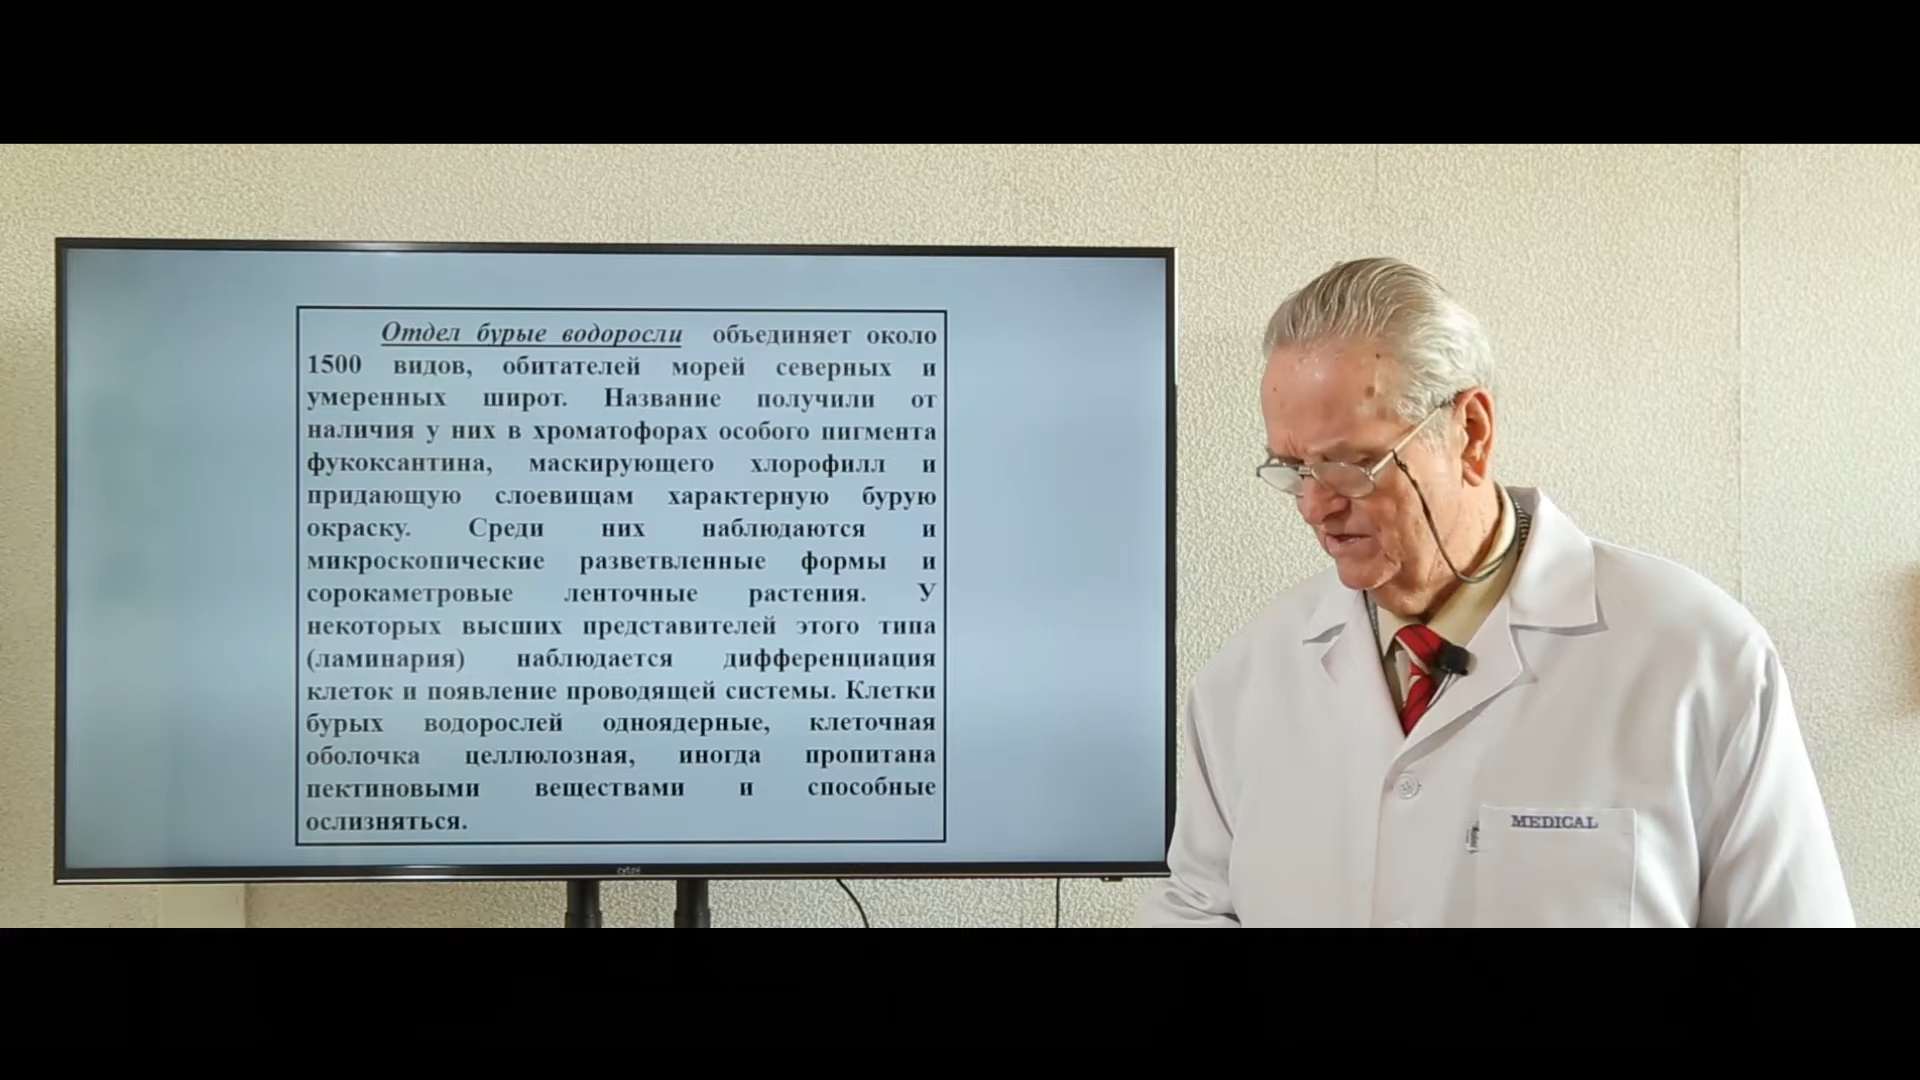 Отдел бурые водоросли объединяет около
1500 видов, обитателей морей северных и
умеренных широт. Название получили от
наличия у них в хроматофорах особого пигмента
фукоксантина, маскирующего хлорофилл и
придающую слоевищам характерную бурую
окраску. Среди них наблюдаются и
микроскопические разветвленные формы и
сорокаметровые ленточные растения. У
некоторых высших представителей этого типа
(ламинария) наблюдается дифференциация
клеток и появление проводящей системы. Клетки
бурых водорослей одноядерные, клеточная
оболочка целлюлозная, иногда пропитана
пектиновыми веществами и способные
ослизняться.
MEDICAL